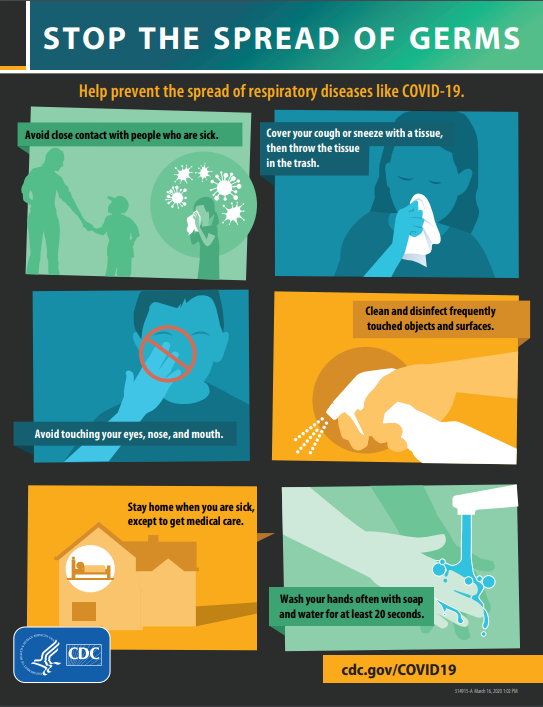 STOP THE SPREAD OF GERMS
Help prevent the spread of respiratory diseases like COVID-19.
Avoid close contact with people who are sick.
Cover your cough or sneeze with a tissue,
then throw the tissue
in the trash.
Avoid touching your eyes, nose, and mouth.
Clean and disinfect frequently
touched objects and surfaces.
Stay home when you are sick,
except to get medical care.
Wash your hands often with soap
and water for at least 20 seconds.
CDC
cdc.gov/COVID19
March 16, 2020 1:02 PM